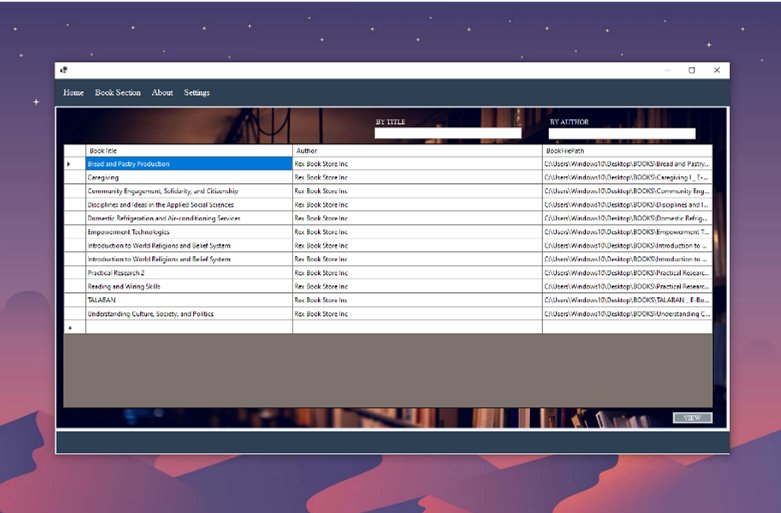 Home Book Section About Settings
BY TITLE BY AUTHOR
BookTitle Author BookFilePath
Bread and Pastry Production Rex Book Store Inc C:\Users\Windows10\Desktop\BOOKS\Bread and Pastry...
Caregiving Rex Book Store Inc C:\Users\Windows10\Desktop\BOOKS\Caregiving I _ E-...
Community Engagement, Solidarity, and Citizenship Rex Book Store Inc C:\Users\Windows10\Desktop\BOOKS\Community Eng...
Disciplines and Ideas in the Applied Social Sciences Rex Book Store Inc C:\Users\Windows10\Desktop\BOOKS\Disciplines and I...
Domestic Refrigeration and Air-conditioning Services Rex Book Store Inc C:\Users\Windows10\Desktop\BOOKS\Domestic Refrig...
Empowerment Technologies Rex Book Store Inc C:\Users\Windows10\Desktop\BOOKS\Empowerment T...
Introduction to World Religions and Belief System Rex Book Store Inc C:\Users\Windows10\Desktop\BOOKS\Introduction to ...
Introduction to World Religions and Belief System Rex Book Store Inc C:\Users\Windows10\Desktop\BOOKS\Introduction to ...
Practical Research 2 Rex Book Store Inc C:\Users\Windows10\Desktop\BOOKS\Practical Researc...
Reading and Wiring Skills Rex Book Store Inc C:\Users\Windows10\Desktop\BOOKS\Practical Researc...
TALABAN Rex Book Store Inc C:\Users\Windows10\Desktop\BOOKS\TALABAN _ E-Bo...
Understanding Culture, Society, and Politics Rex Book Store Inc C:\Users\Windows10\Desktop\BOOKS\Understanding C...
VIEW